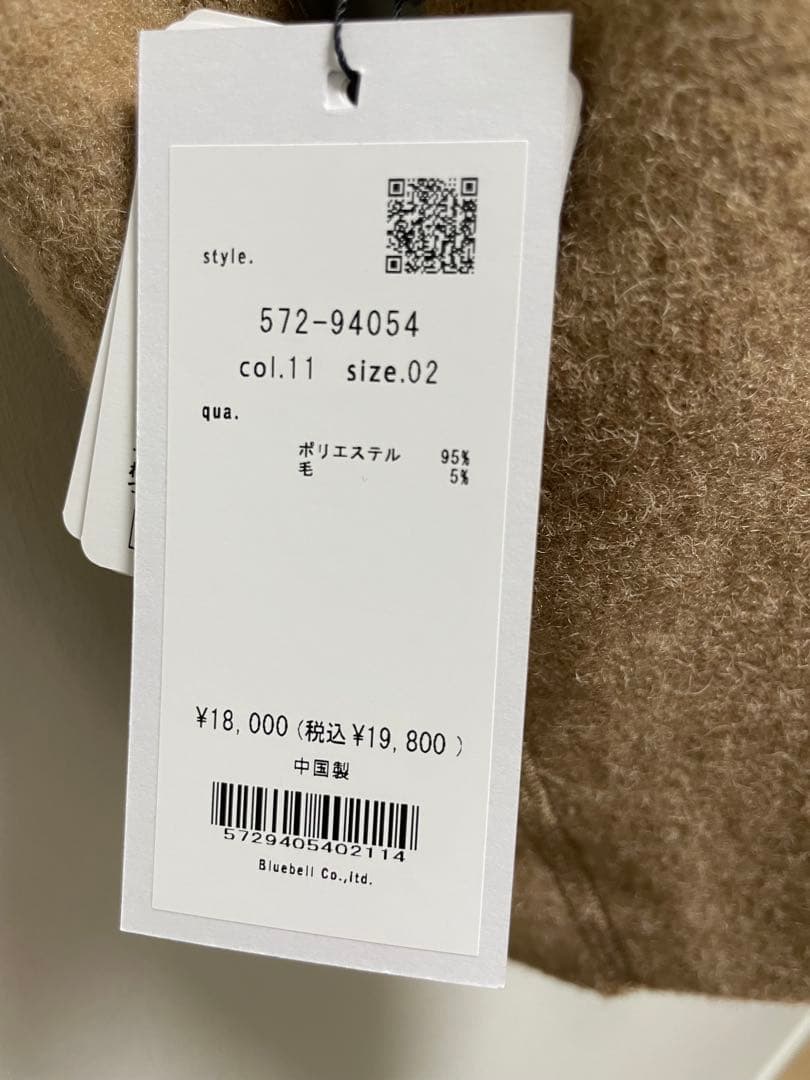 style.
572-94054
col.11 size.02
qua.
ポリエステル 95%
毛 5%
¥18,000(税込¥19,800 )
中国製
5729405402114
Bluebell Co.,itd.